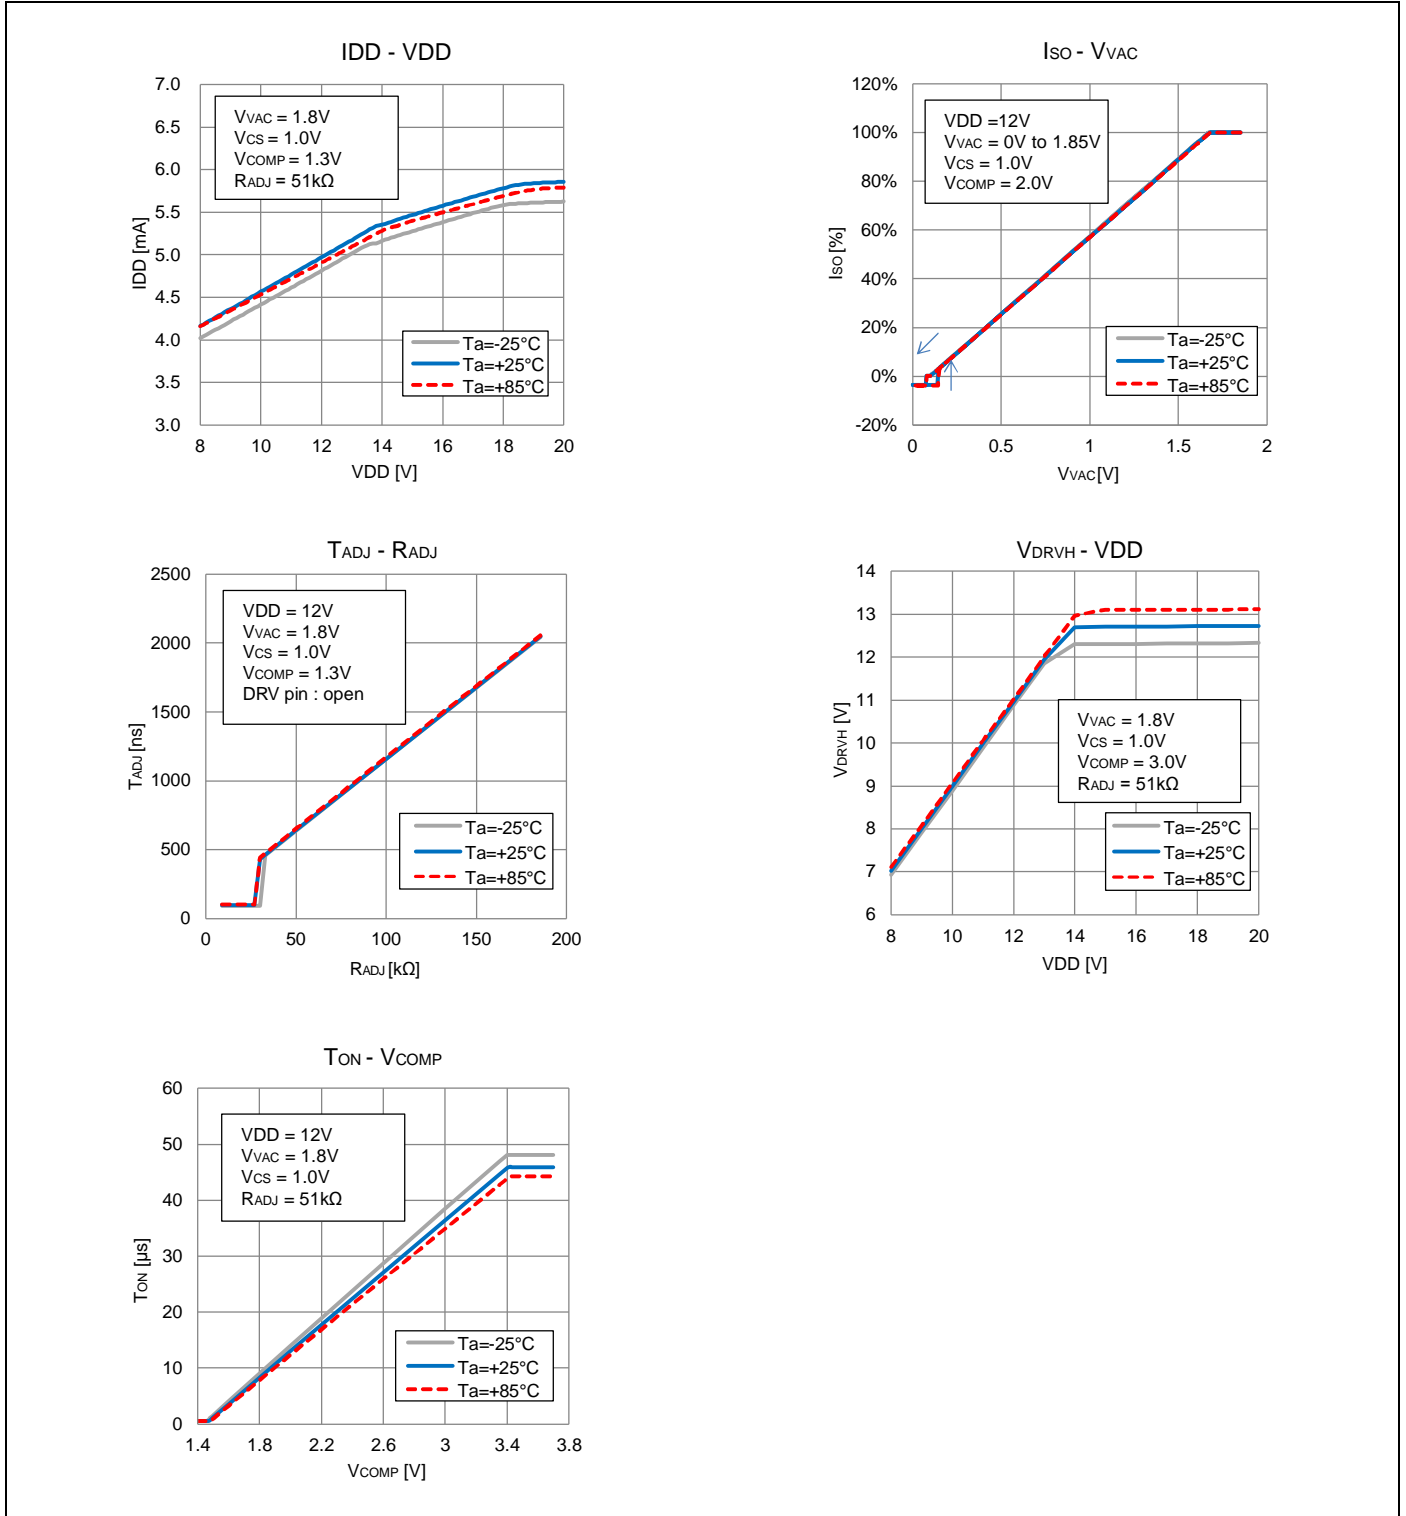 IDD - VDD
7.0
6.5
6.0
5.5
5.0
4.5
4.0
3.5
3.0
IDD [mA]
VVAC = 1.8V
VCS = 1.0V
VCOMP = 1.3V
RADJ = 51kΩ
Ta=-25°C
Ta=+25°C
Ta=+85°C
8 10 12 14 16 18 20
VDD [V]
ISO - VVAC
120%
100%
80%
60%
40%
20%
0%
-20%
ISO [%]
VDD =12V
VVAC = 0V to 1.85V
VCS = 1.0V
VCOMP = 2.0V
Ta=-25°C
Ta=+25°C
Ta=+85°C
0 0.5 1 1.5 2
VVAC [V]
TADJ - RADJ
2500
2000
1500
1000
500
0
TADJ [ns]
VDD = 12V
VVAC = 1.8V
VCS = 1.0V
VCOMP = 1.3V
DRV pin : open
Ta=-25°C
Ta=+25°C
Ta=+85°C
0 50 100 150 200
RADJ [kΩ]
VDRVH - VDD
14
13
12
11
10
9
8
7
6
VDRVH [V]
VVAC = 1.8V
VCS = 1.0V
VCOMP = 3.0V
RADJ = 51kΩ
Ta=-25°C
Ta=+25°C
Ta=+85°C
8 10 12 14 16 18 20
VDD [V]
TON - VCOMP
60
50
40
30
20
10
0
TON [µs]
VDD = 12V
VVAC = 1.8V
VCS = 1.0V
RADJ = 51kΩ
Ta=-25°C
Ta=+25°C
Ta=+85°C
1.4 1.8 2.2 2.6 3 3.4 3.8
VCOMP [V]